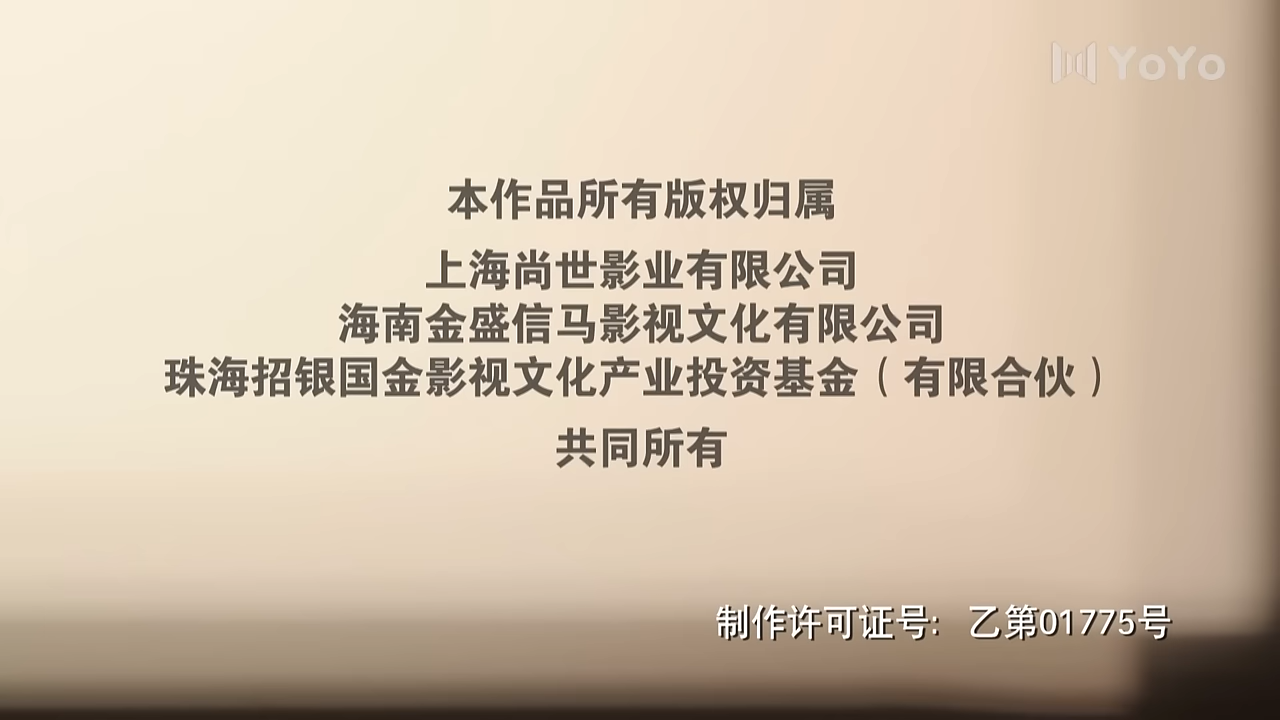 YoYo
本作品所有版权归属
上海尚世影业有限公司
海南金盛信马影视文化有限公司
珠海招银国金影视文化产业投资基金（有限合伙）
共同所有
制作许可证号: 乙第01775号